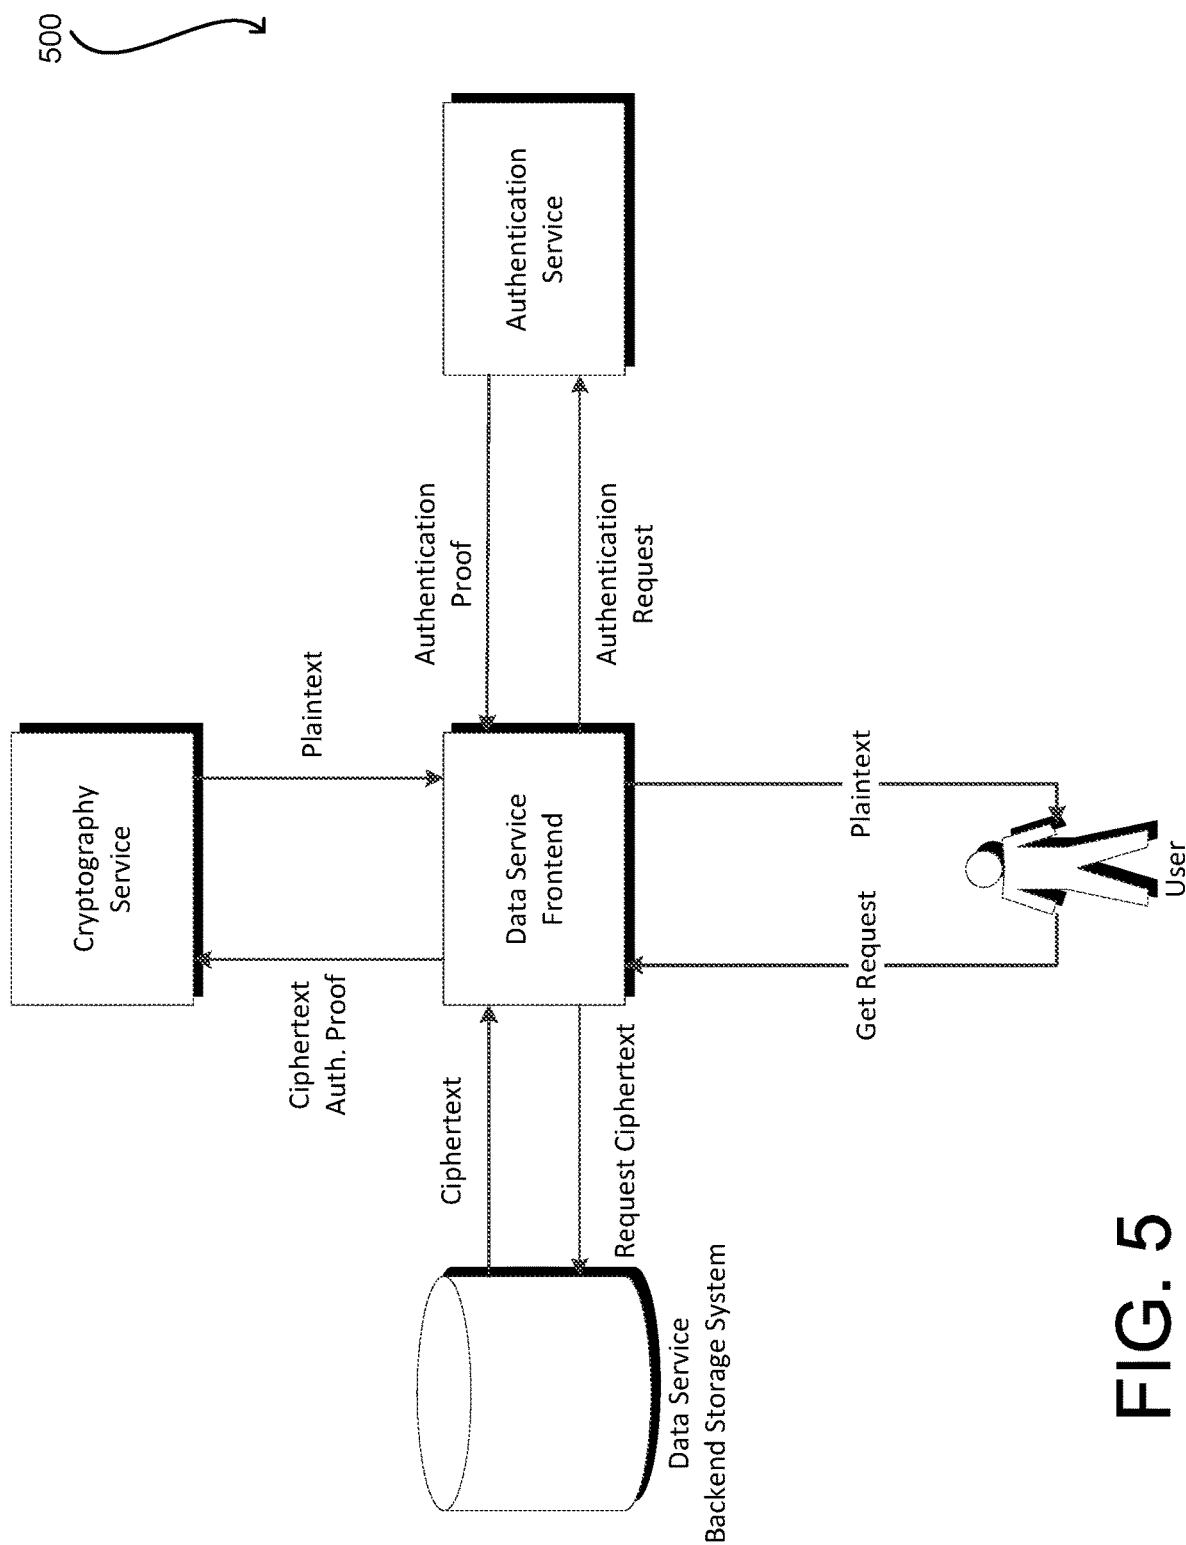 500
Cryptography
Service
Ciphertext
Auth. Proof
Plaintext
Ciphertext
Data Service
Frontend
Authentication
Proof
Authentication
Service
Request Ciphertext
Authentication
Request
Data Service
Backend Storage System
Get Request
Plaintext
User
FIG. 5